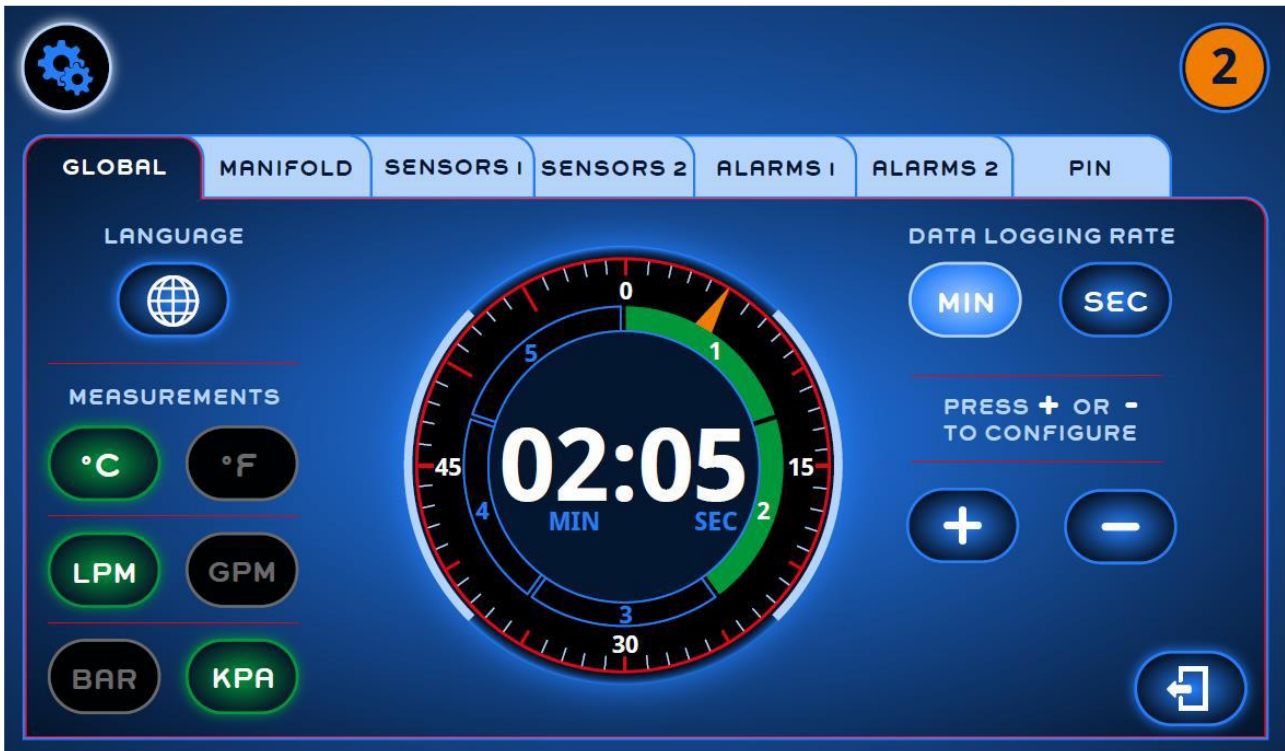 2
GLOBAL
MANIFOLD
SENSORS 1
SENSORS 2
ALARMS 1
ALARMS 2
PIN
LANGUAGE
MEASUREMENTS
°C
°F
LPM
GPM
BAR
KPA
0
1
15
2
30
3
45
4
5
02:05
MIN
SEC
DATA LOGGING RATE
MIN
SEC
PRESS + OR -
TO CONFIGURE
+
-